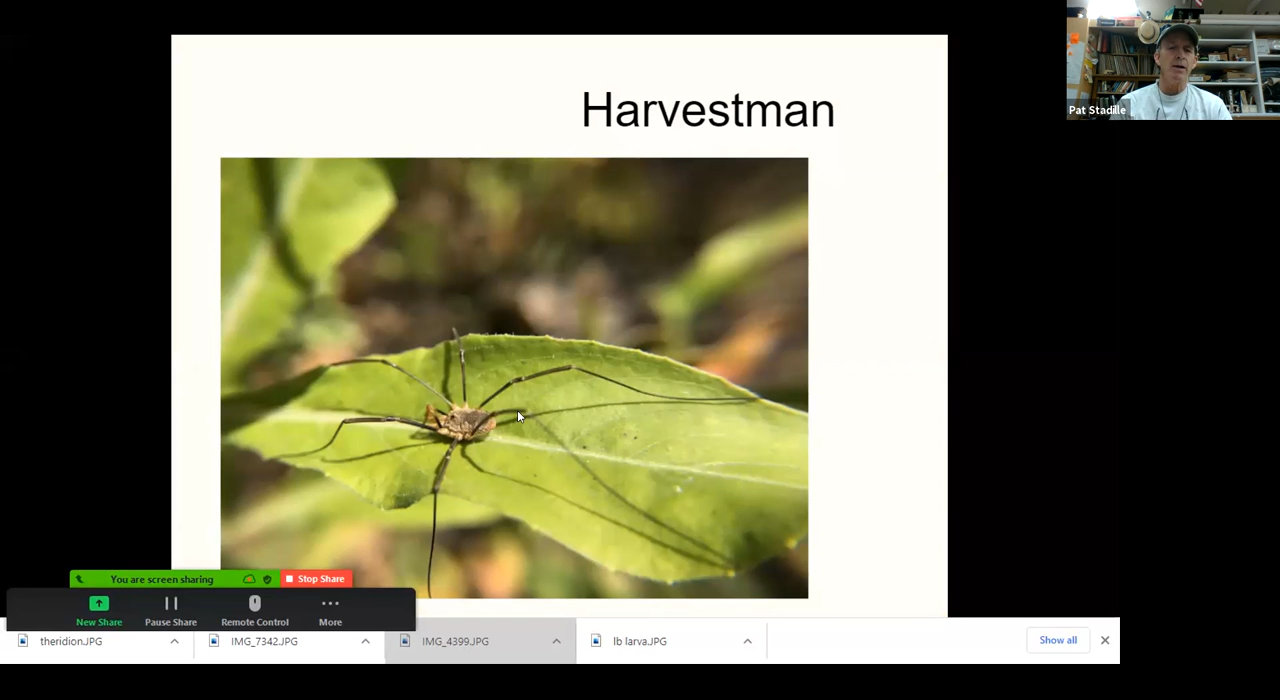 Harvestman
Pat Stadille
You are screen sharing
Stop Share
New Share
Pause Share
Remote Control
More
theridion.JPG
IMG_7342.JPG
IMG_4399.JPG
lb larva.JPG
Show all